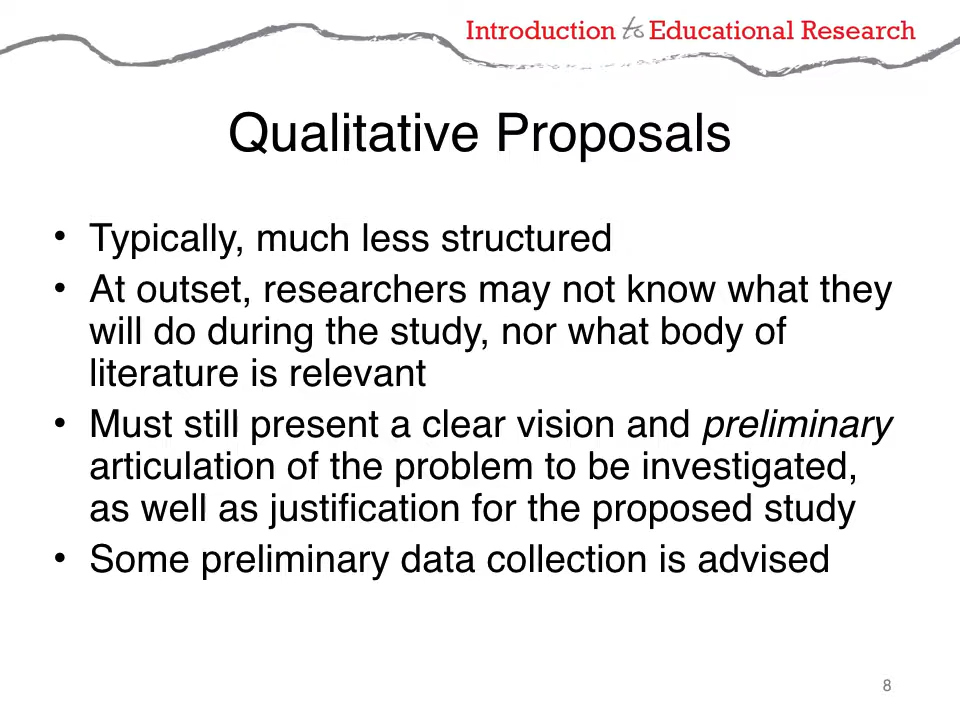 Introduction to Educational Research
Qualitative Proposals
• Typically, much less structured
• At outset, researchers may not know what they
will do during the study, nor what body of
literature is relevant
• Must still present a clear vision and preliminary
articulation of the problem to be investigated,
as well as justification for the proposed study
• Some preliminary data collection is advised
8